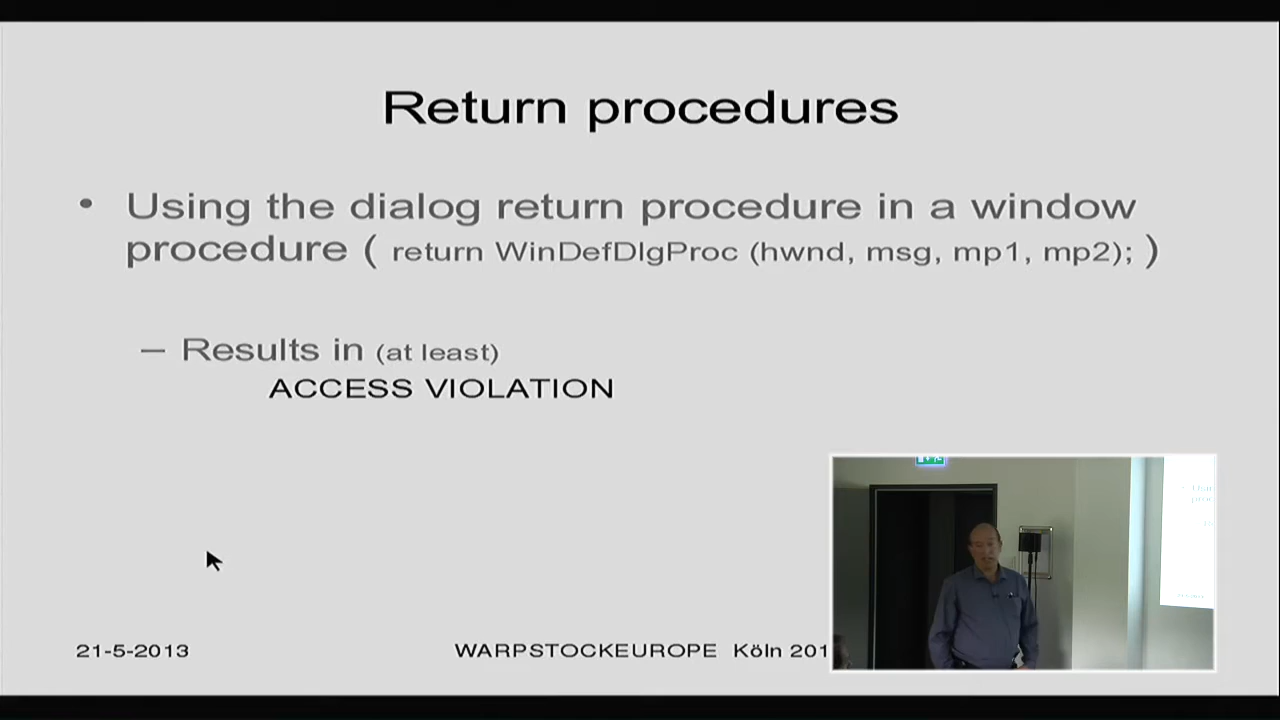 Return procedures
• Using the dialog return procedure in a window
procedure ( return WinDefDlgProc (hwnd, msg, mp1, mp2); )
– Results in (at least)
ACCESS VIOLATION
21-5-2013
WARPSTOCKEUROPE Köln 201